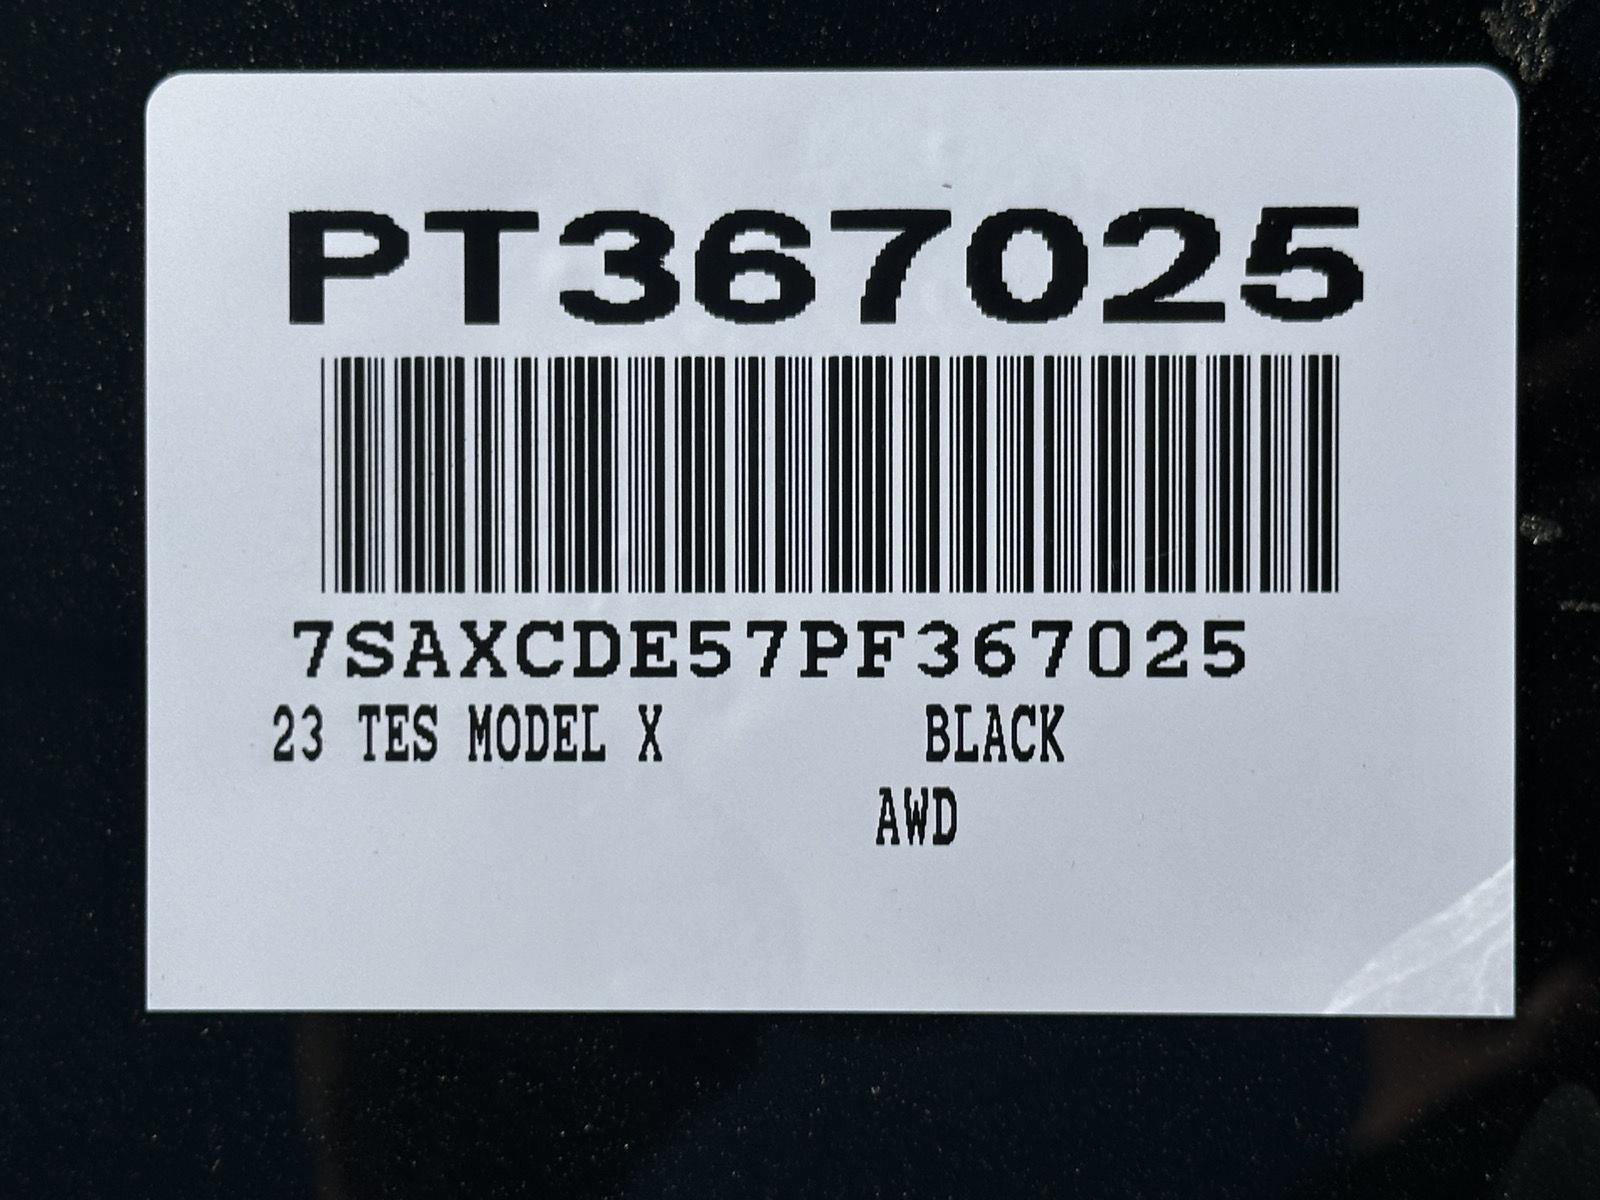 PT367025
7SAXCDE57PF367025
23 TES MODEL X BLACK
AWD